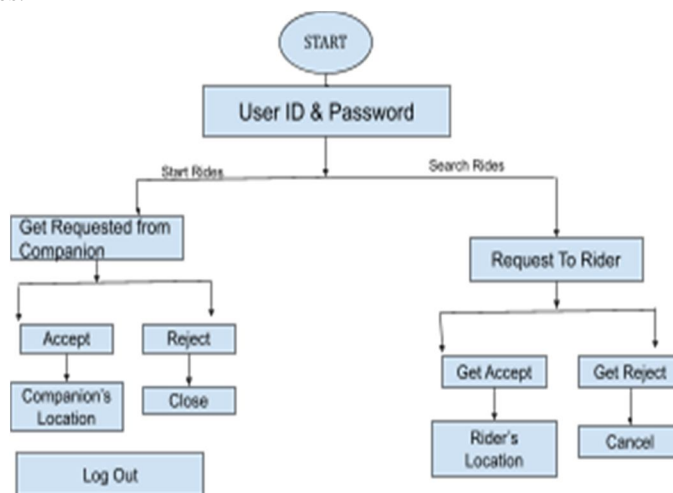 START
User ID & Password
Start Rides
Search Rides
Get Requested from
Companion
Request To Rider
Accept
Reject
Get Accept
Get Reject
Companion's
Location
Close
Rider's
Location
Cancel
Log Out